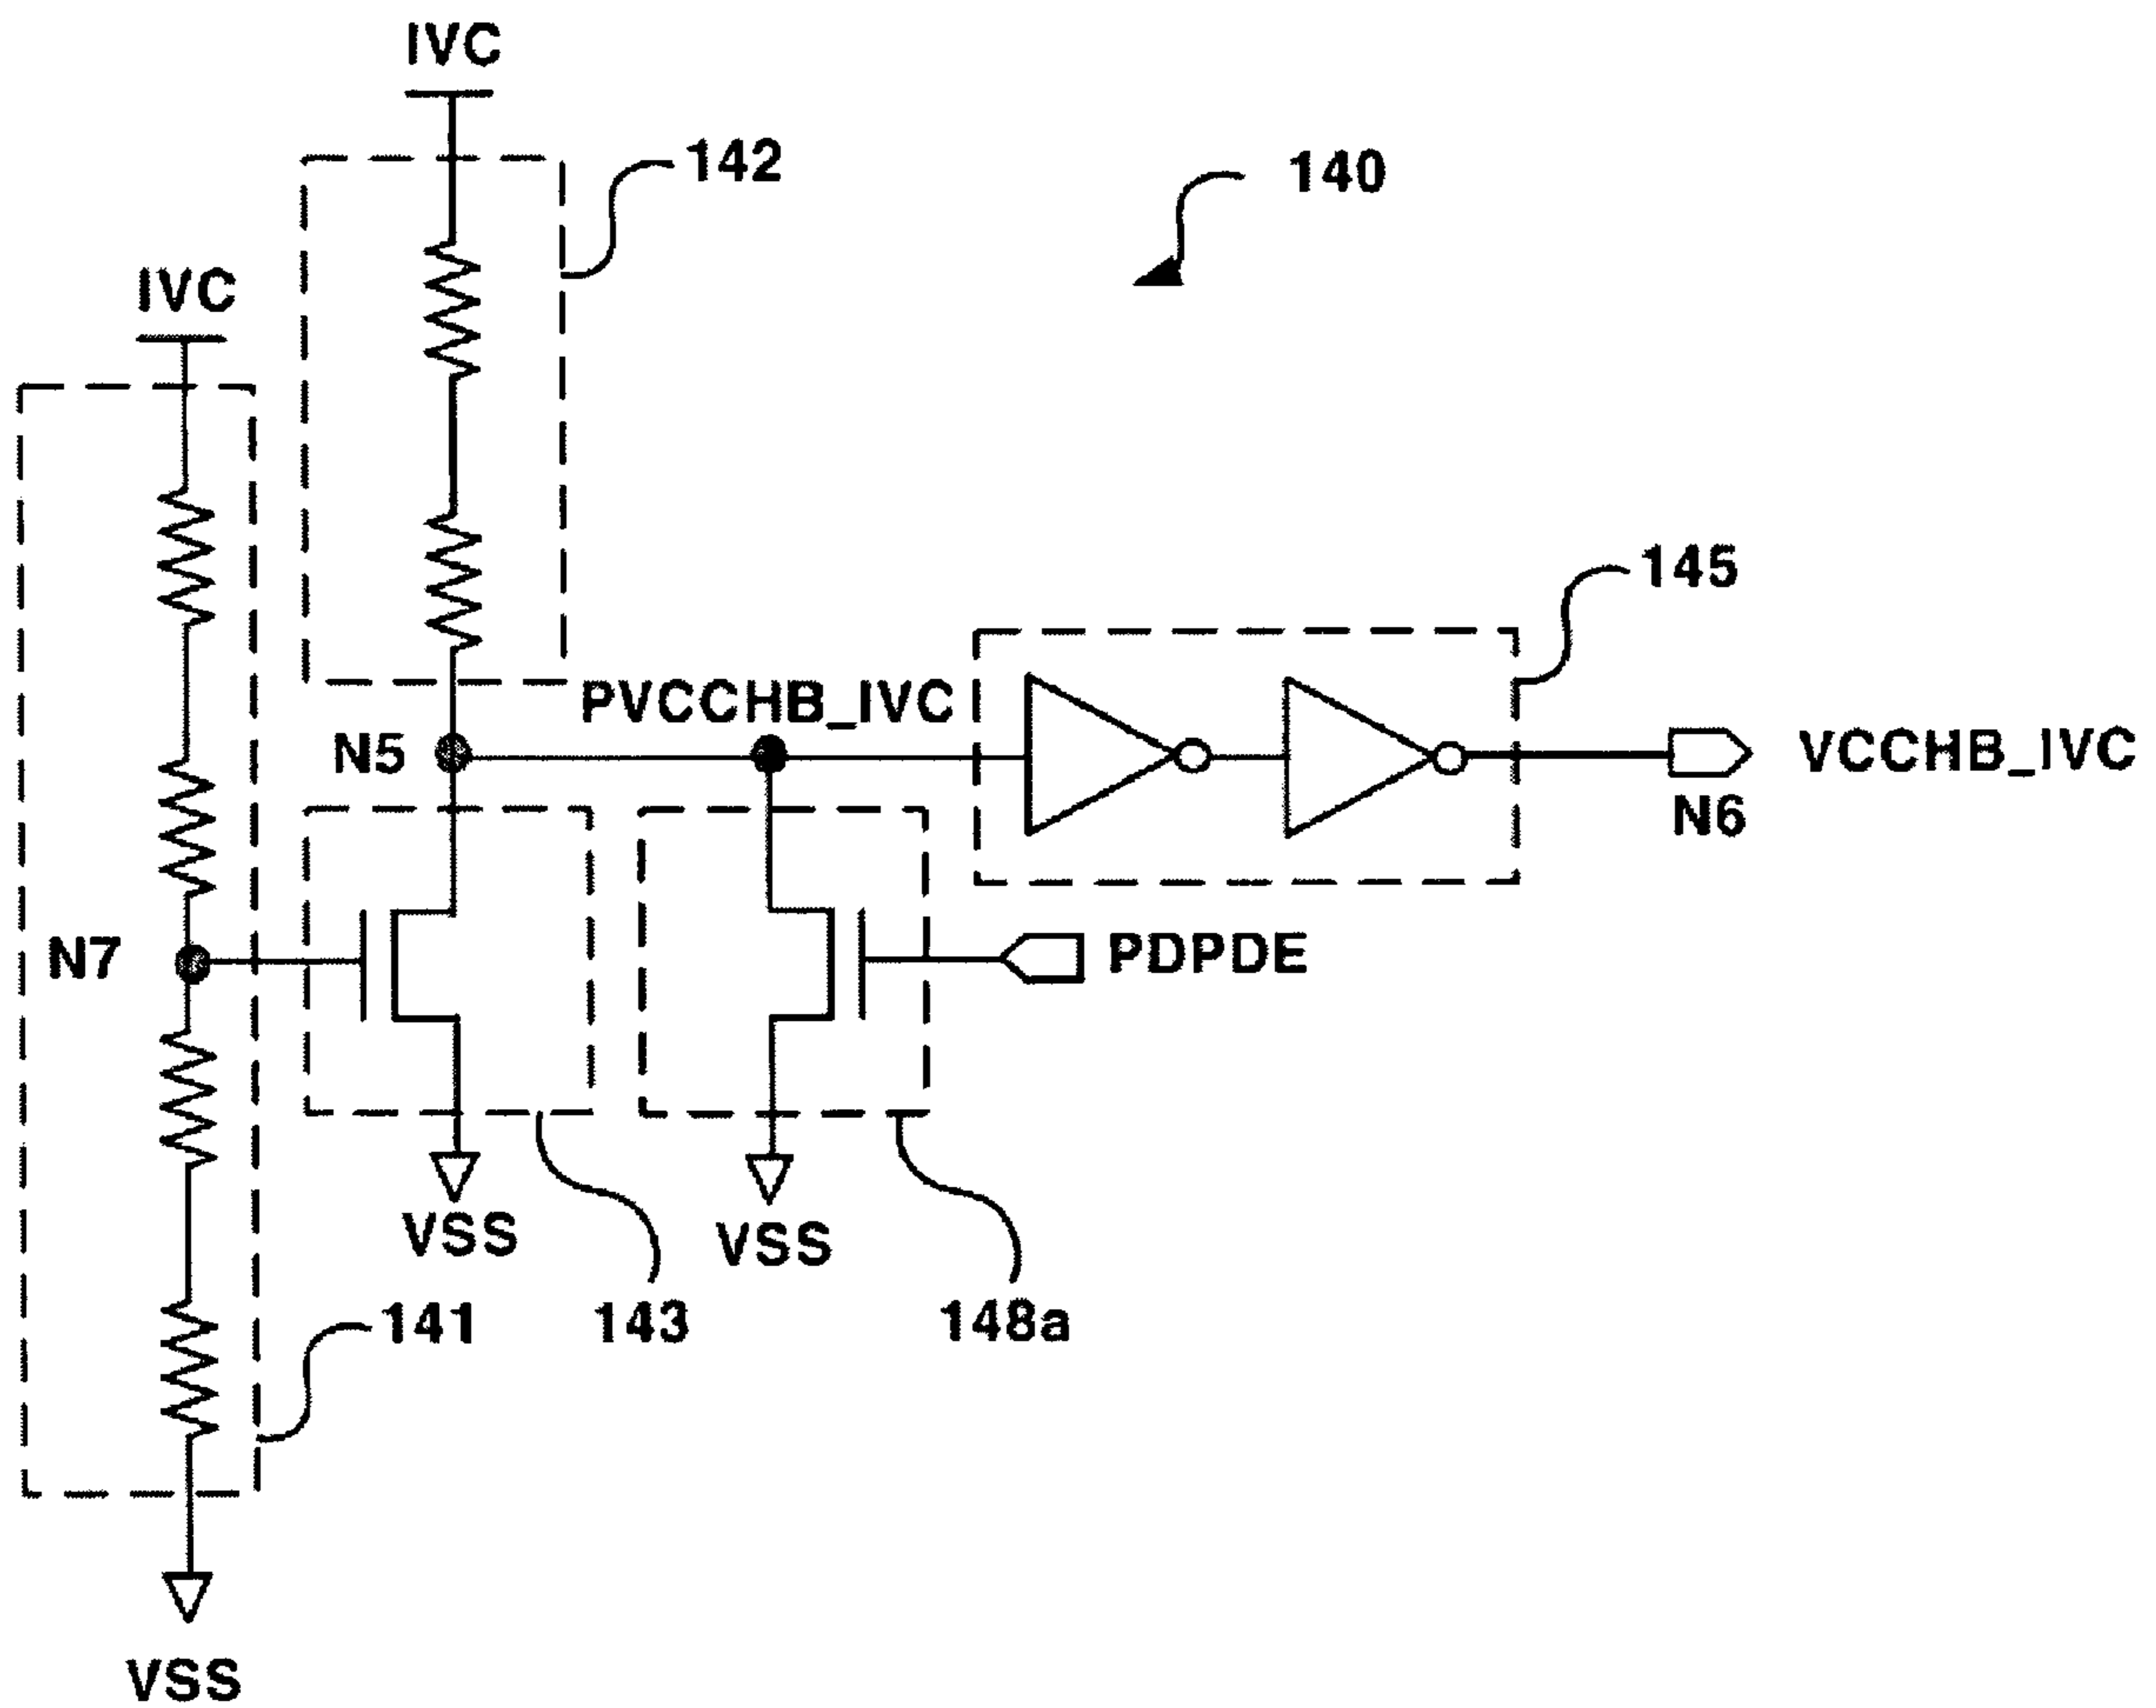 IVC
142
140
IVC
145
PVCCHB_IVC
N5
VCCHB_IVC
N6
N7
PDPDE
VSS
VSS
141
143
148a
VSS